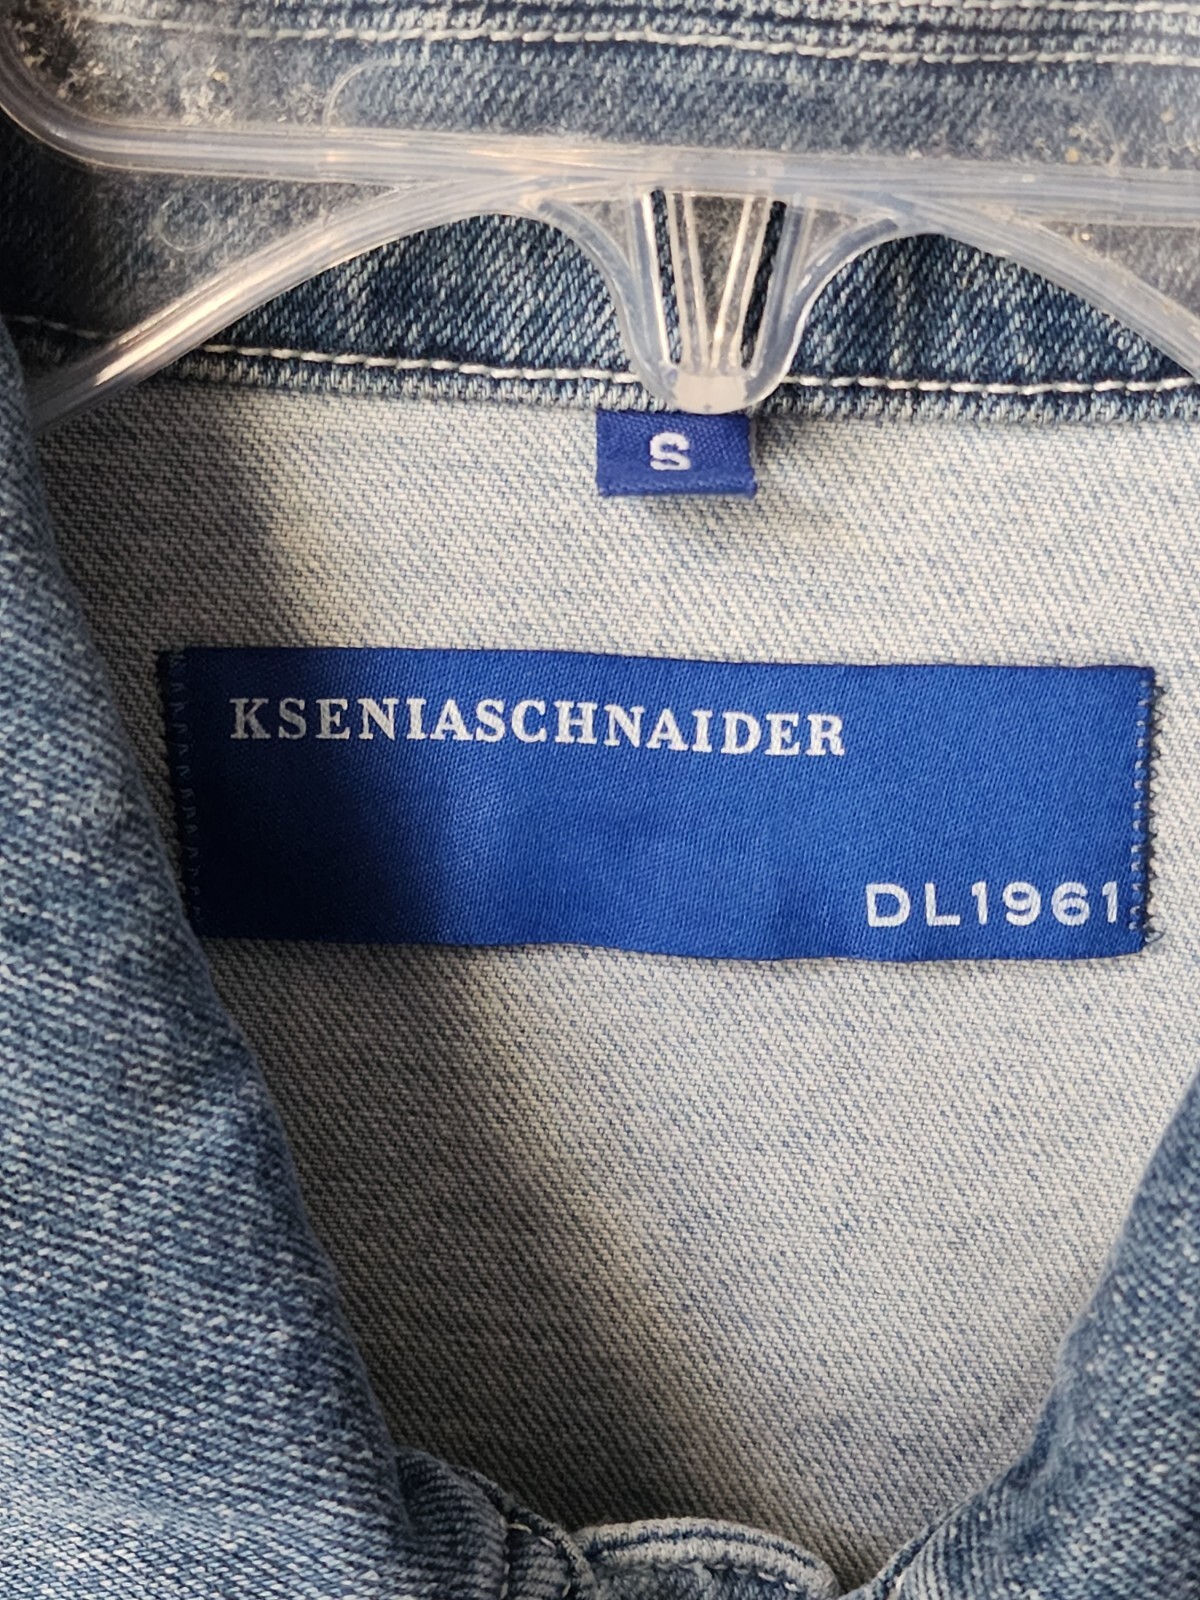 S
KSENIASCHNAIDER
DL1961